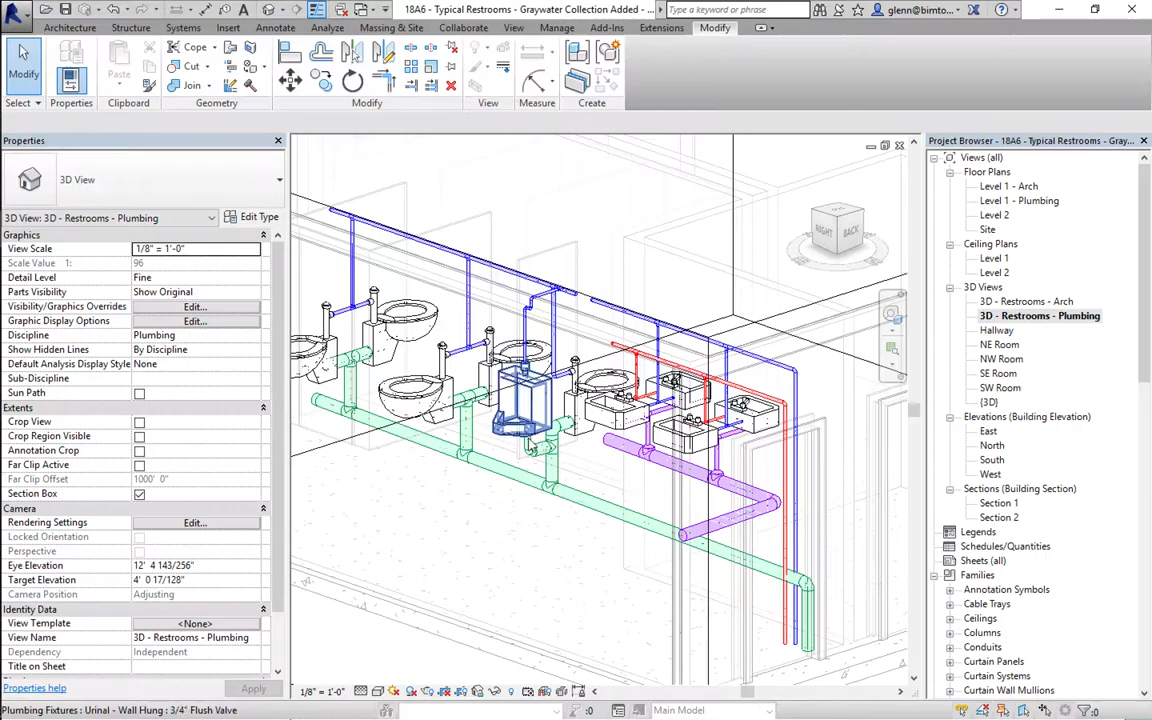 18A6 - Typical Restrooms - Graywater Collection Added - ...
Type a keyword or phrase
glenn@bimto...
Architecture Structure Systems Insert Annotate Analyze Massing & Site Collaborate View Manage Add-Ins Extensions Modify
Modify
Properties
Paste
Cope
Cut
Join
Select
Properties
Clipboard
Geometry
Modify
View
Measure
Create
Properties
3D View
3D View: 3D - Restrooms - Plumbing
Edit Type
Graphics
View Scale 1/8" = 1'-0"
Scale Value 1: 96
Detail Level Fine
Parts Visibility Show Original
Visibility/Graphics Overrides Edit...
Graphic Display Options Edit...
Discipline Plumbing
Show Hidden Lines By Discipline
Default Analysis Display Style None
Sub-Discipline
Sun Path
Extents
Crop View
Crop Region Visible
Annotation Crop
Far Clip Active
Far Clip Offset 1000' 0"
Section Box
Camera
Rendering Settings Edit...
Locked Orientation
Perspective
Eye Elevation 12' 4 143/256"
Target Elevation 4' 0 17/128"
Camera Position Adjusting
Identity Data
View Template <None>
View Name 3D - Restrooms - Plumbing
Dependency Independent
Title on Sheet
Properties help
Apply
RIGHT
BACK
Project Browser - 18A6 - Typical Restrooms - Gray...
Views (all)
Floor Plans
Level 1 - Arch
Level 1 - Plumbing
Level 2
Site
Ceiling Plans
Level 1
Level 2
3D Views
3D - Restrooms - Arch
3D - Restrooms - Plumbing
Hallway
NE Room
NW Room
SE Room
SW Room
{3D}
Elevations (Building Elevation)
East
North
South
West
Sections (Building Section)
Section 1
Section 2
Legends
Schedules/Quantities
Sheets (all)
Families
Annotation Symbols
Cable Trays
Ceilings
Columns
Conduits
Curtain Panels
Curtain Systems
Curtain Wall Mullions
1/8" = 1'-0"
Plumbing Fixtures : Urinal - Wall Hung : 3/4" Flush Valve
:0
Main Model
:0